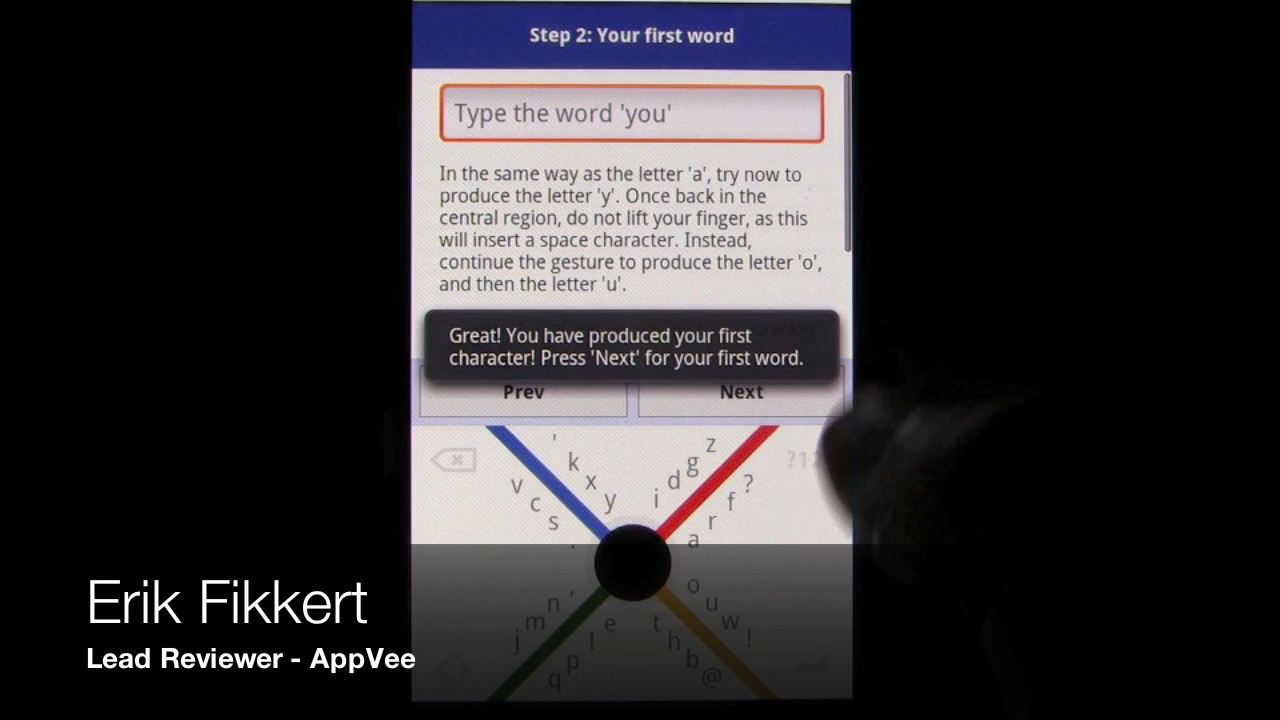 Step 2: Your first word
Type the word 'you'
In the same way as the letter 'a', try now to
produce the letter 'y'. Once back in the
central region, do not lift your finger, as this
will insert a space character. Instead,
continue the gesture to produce the letter 'o',
and then the letter 'u'.
Great! You have produced your first
character! Press 'Next' for your first word.
Prev
Next
' k x y
i d g z
v c s .
? f r a
n m j
, l e p q
o u w !
t h b @
Erik Fikkert
Lead Reviewer - AppVee